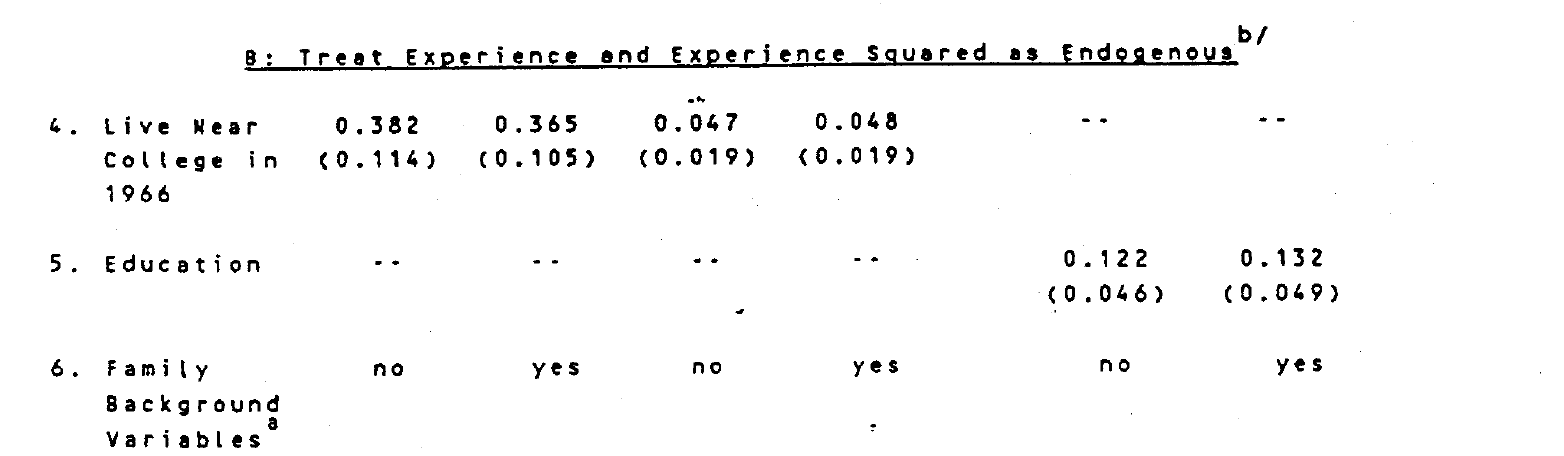 B: Treat Experience and Experience Squared as Endogenous b/
4. Live Near 0.382 0.365 0.047 0.048 -- --
College in (0.114) (0.105) (0.019) (0.019)
1966
5. Education -- -- -- -- 0.122 0.132
(0.046) (0.049)
6. Family no yes no yes no yes
Background
Variables a